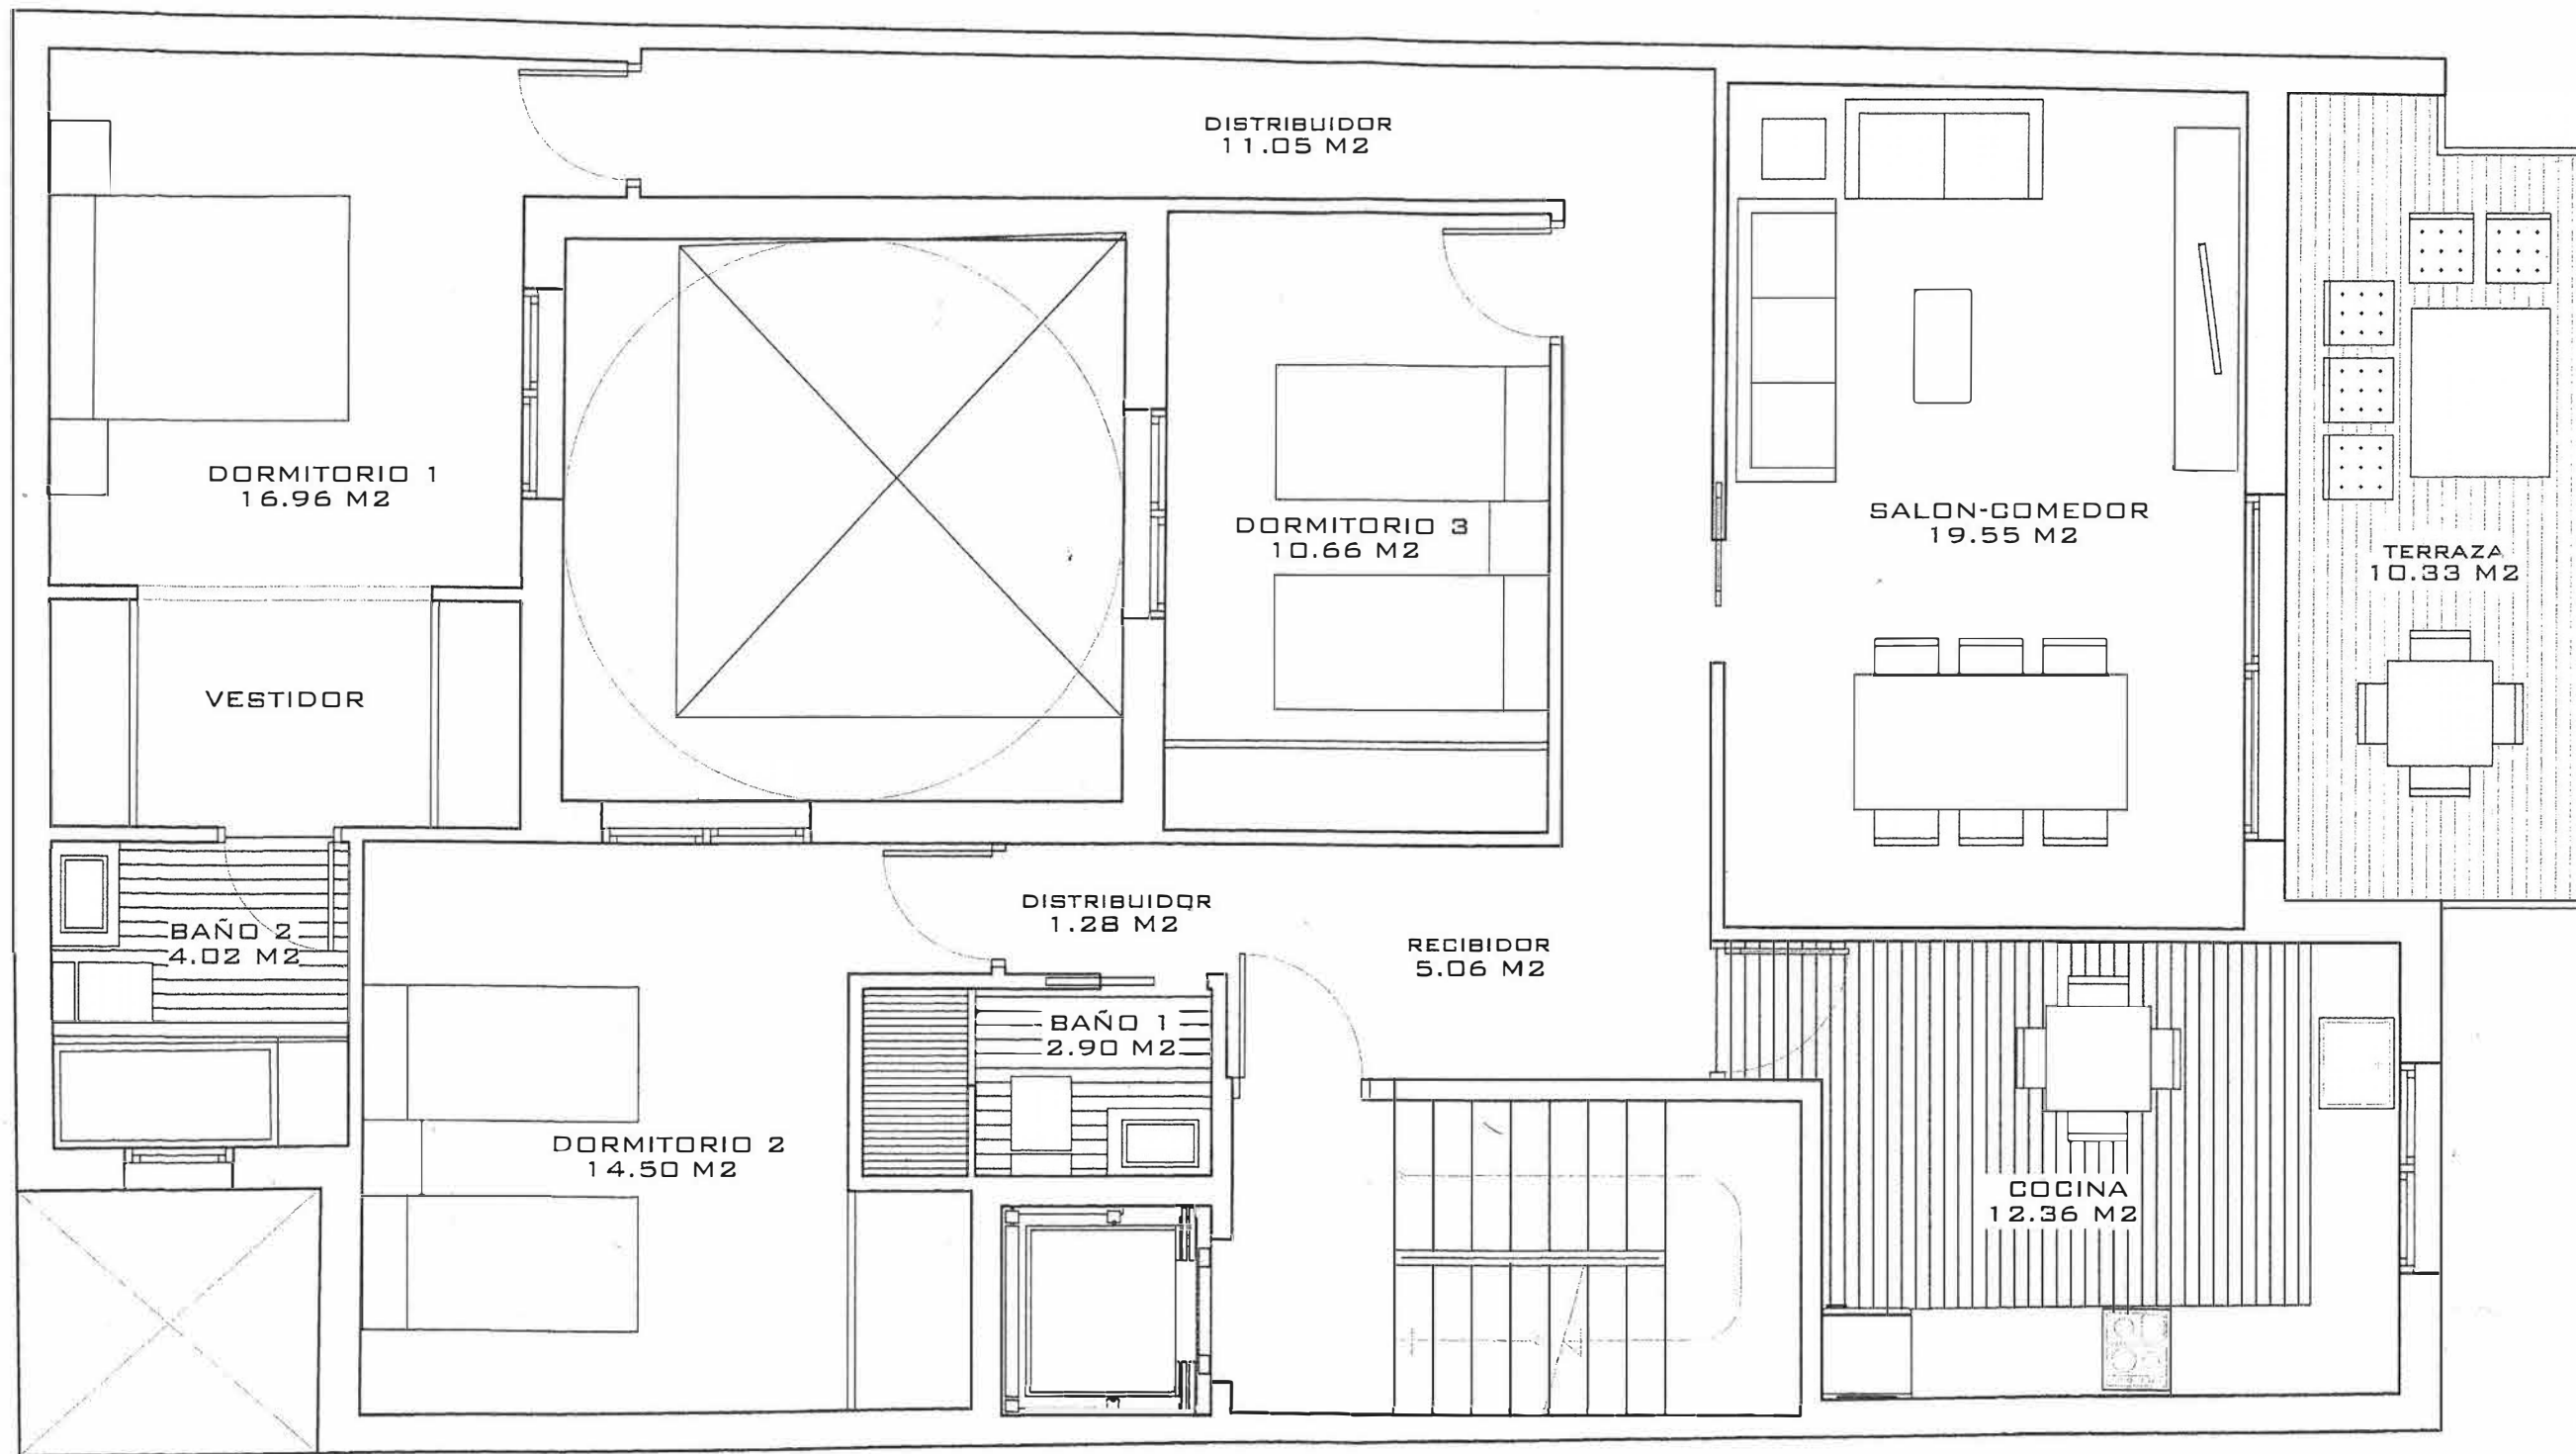 DISTRIBUIDOR
11.05 M2
DORMITORIO 1
16.96 M2
DORMITORIO 3
10.66 M2
SALON-COMEDOR
19.55 M2
TERRAZA
10.33 M2
VESTIDOR
BAÑO 2
4.02 M2
DISTRIBUIDOR
1.28 M2
RECIBIDOR
5.06 M2
BAÑO 1
2.90 M2
DORMITORIO 2
14.50 M2
COCINA
12.36 M2